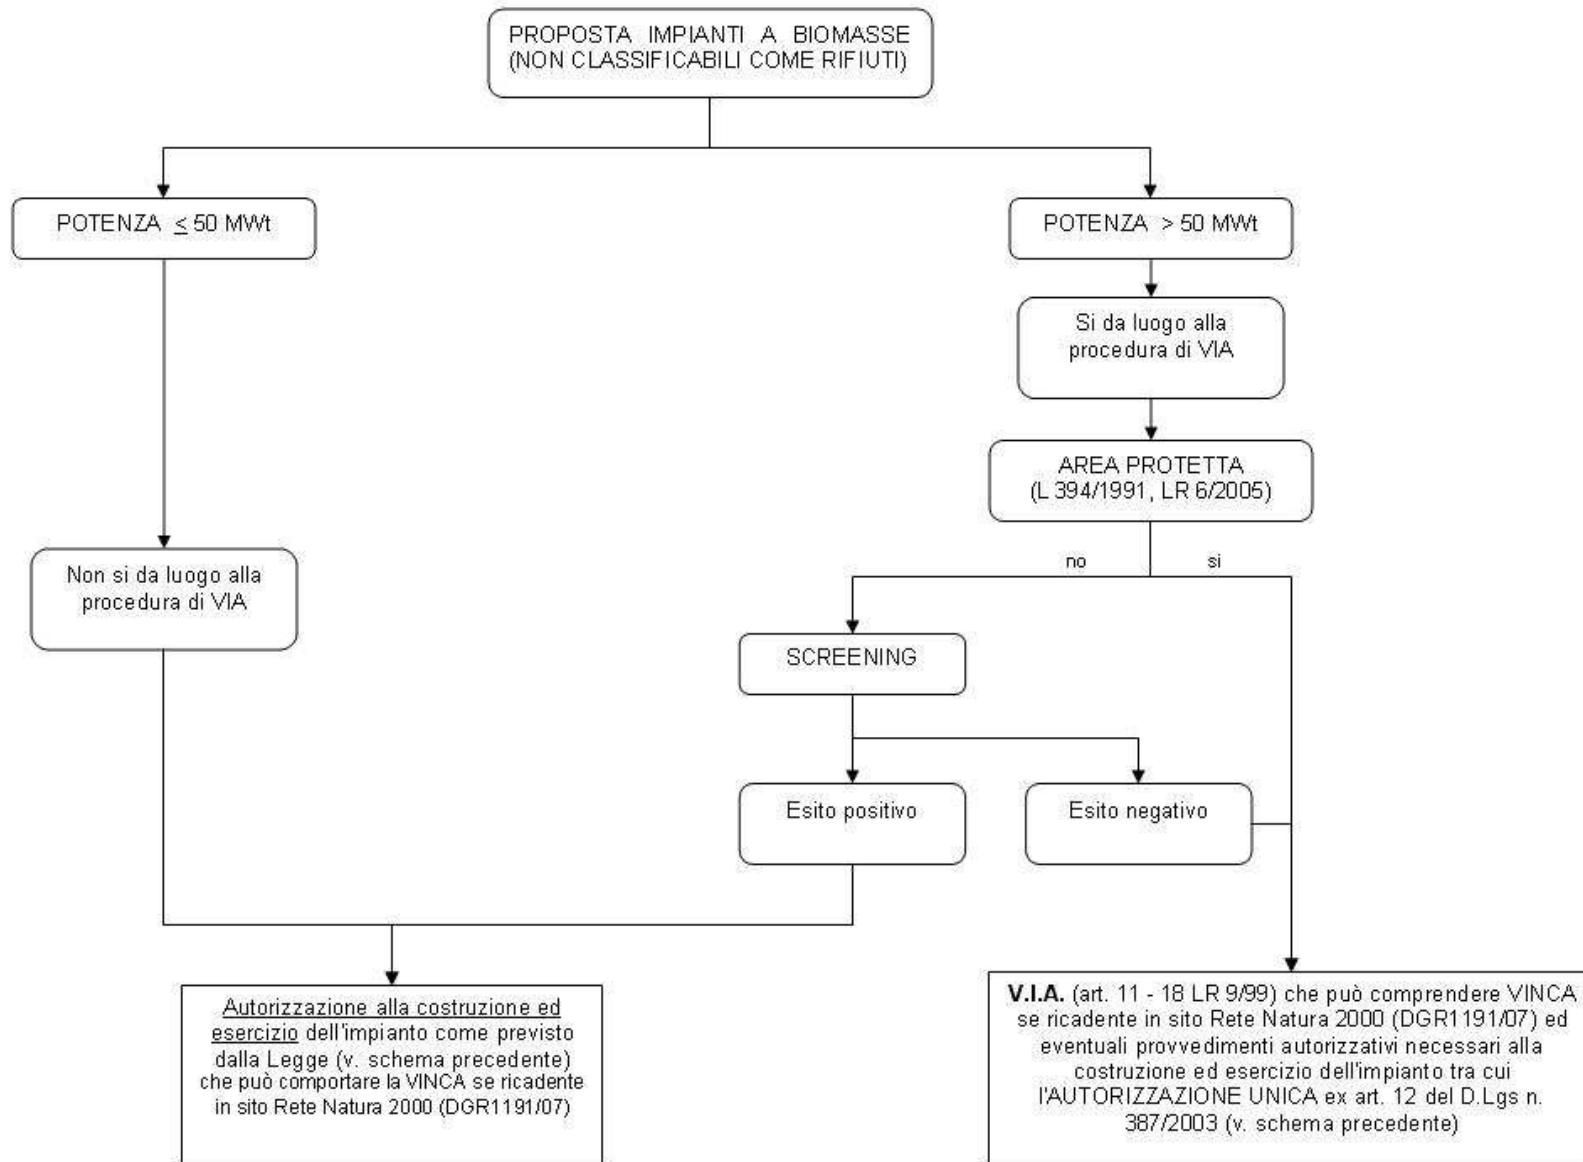 PROPOSTA IMPIANTI A BIOMASSE
(NON CLASSIFICABILI COME RIFIUTI)
POTENZA ≤ 50 MWt
POTENZA > 50 MWt
Si da luogo alla
procedura di VIA
AREA PROTETTA
(L 394/1991, LR 6/2005)
no
si
Non si da luogo alla
procedura di VIA
SCREENING
Esito positivo
Esito negativo
Autorizzazione alla costruzione ed
esercizio dell'impianto come previsto
dalla Legge (v. schema precedente)
che può comportare la VINCA se ricadente
in sito Rete Natura 2000 (DGR1191/07)
V.I.A. (art. 11 - 18 LR 9/99) che può comprendere VINCA
se ricadente in sito Rete Natura 2000 (DGR1191/07) ed
eventuali provvedimenti autorizzativi necessari alla
costruzione ed esercizio dell'impianto tra cui
l'AUTORIZZAZIONE UNICA ex art. 12 del D.Lgs n.
387/2003 (v. schema precedente)